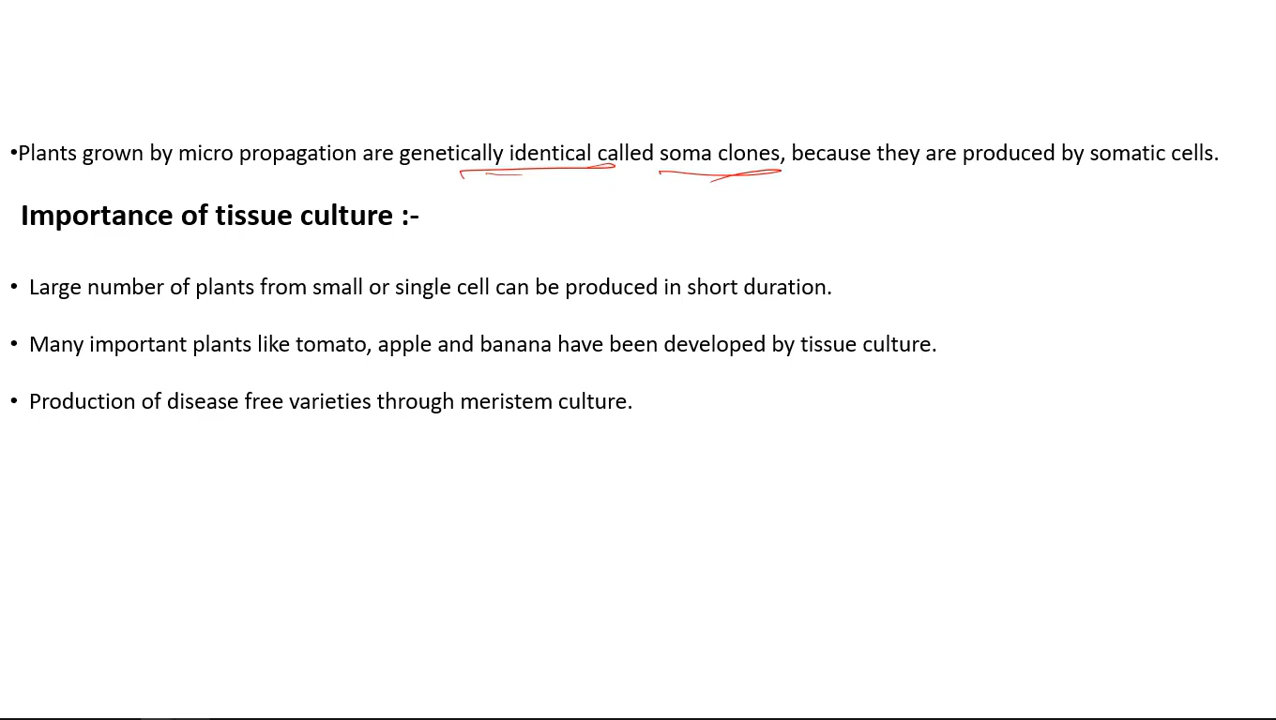 •Plants grown by micro propagation are genetically identical called soma clones, because they are produced by somatic cells.
Importance of tissue culture :-
• Large number of plants from small or single cell can be produced in short duration.
• Many important plants like tomato, apple and banana have been developed by tissue culture.
• Production of disease free varieties through meristem culture.